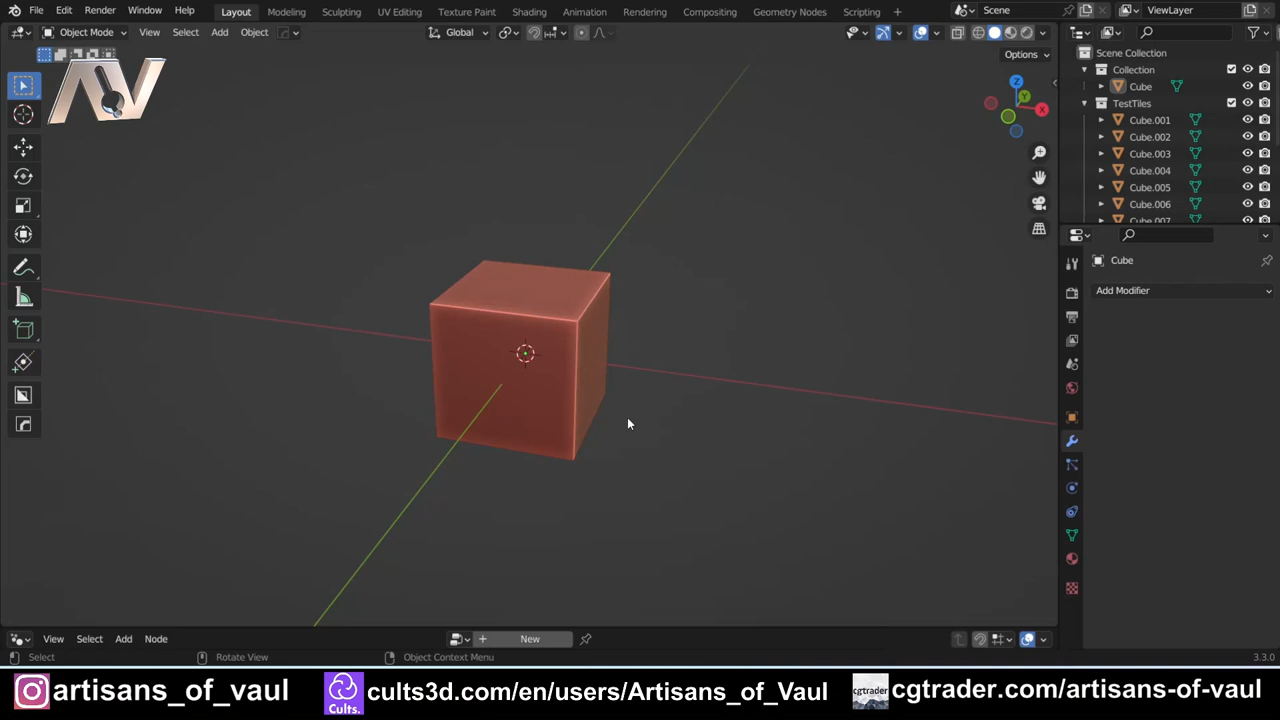 File Edit Render Window Help Layout Modeling Sculpting UV Editing Texture Paint Shading Animation Rendering Compositing Geometry Nodes Scripting + Scene ViewLayer
Object Mode View Select Add Object Global
Options
AV
Z
Y
X
Scene Collection
Collection
Cube
TestTiles
Cube.001
Cube.002
Cube.003
Cube.004
Cube.005
Cube.006
Cube.007
Cube
Add Modifier
View Select Add Node New
Select Rotate View Object Context Menu 3.3.0
artisans_of_vaul Cults. cults3d.com/en/users/Artisans_of_Vaul cgtrader cgtrader.com/artisans-of-vaul